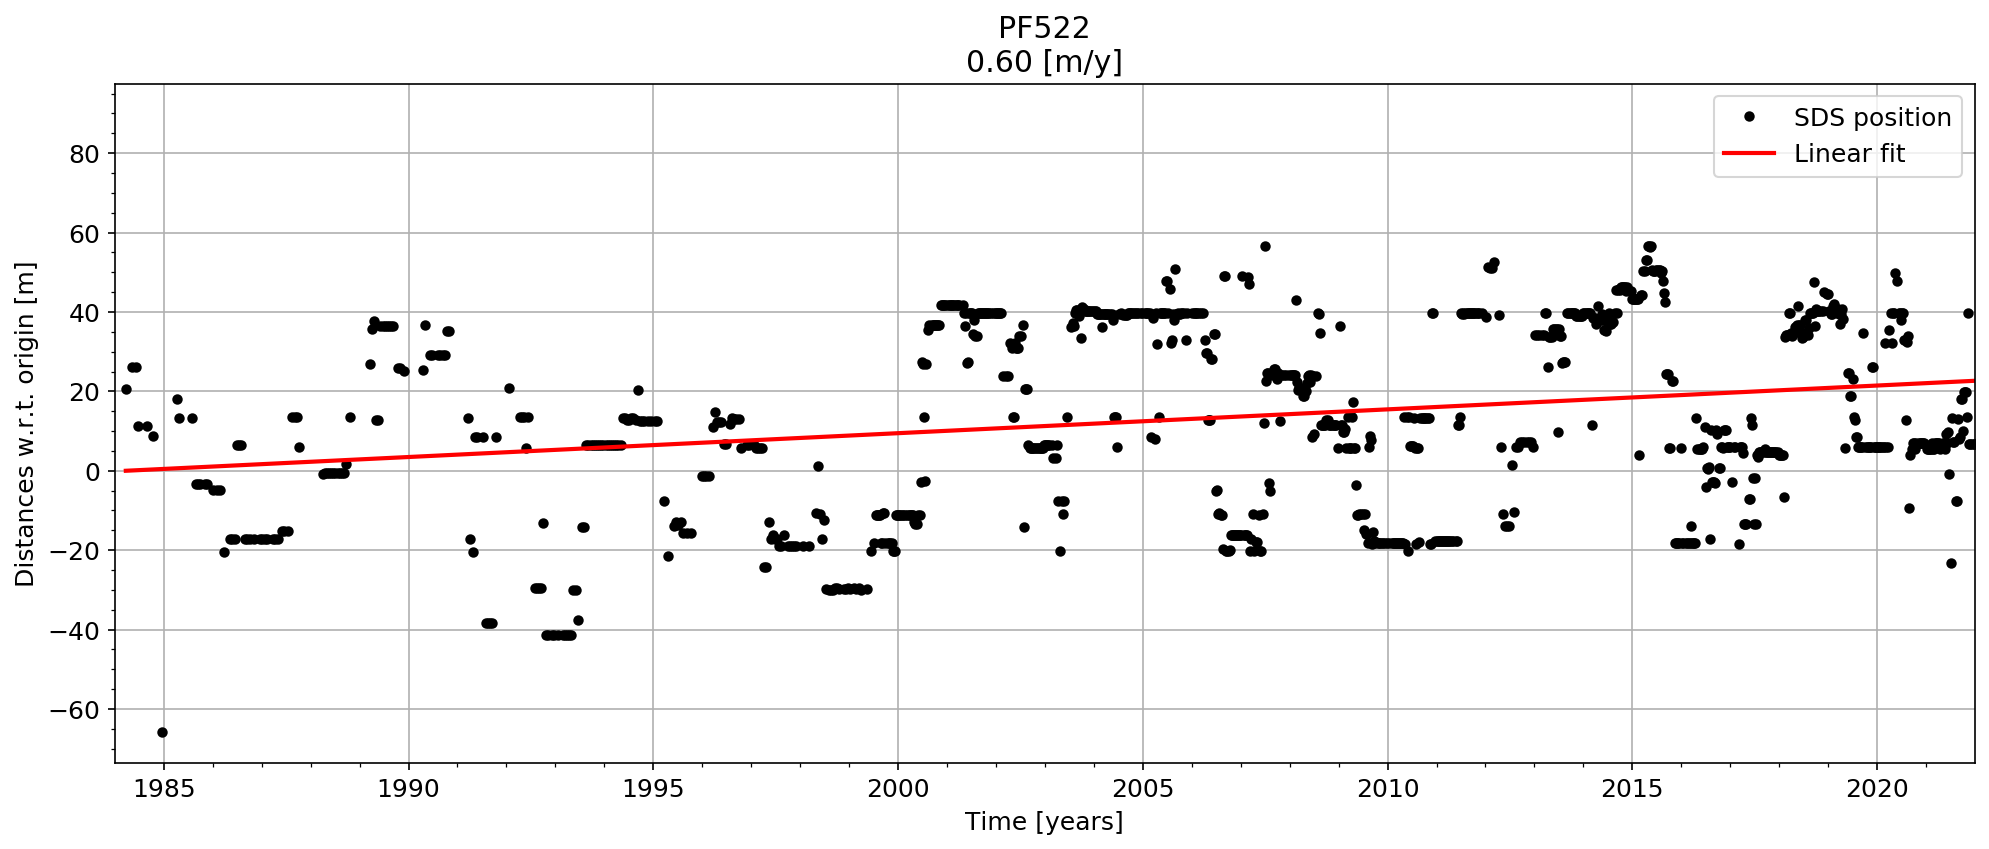 PF522
0.60 [m/y]
SDS position
Linear fit
Distances w.r.t. origin [m]
80
60
40
20
0
−20
−40
−60
1985
1990
1995
2000
2005
2010
2015
2020
Time [years]